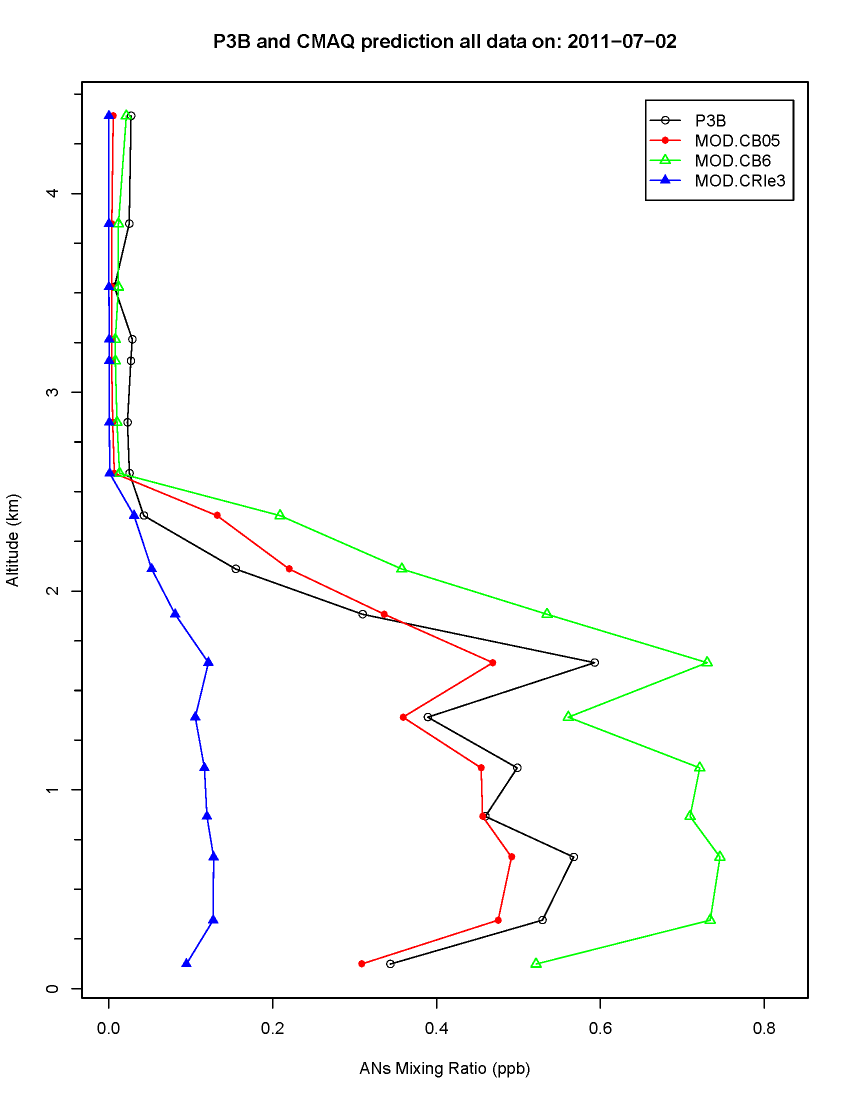 P3B and CMAQ prediction all data on: 2011−07−02
P3B
MOD.CB05
MOD.CB6
MOD.CRIe3
4
3
2
1
0
Altitude (km)
0.0 0.2 0.4 0.6 0.8
ANs Mixing Ratio (ppb)